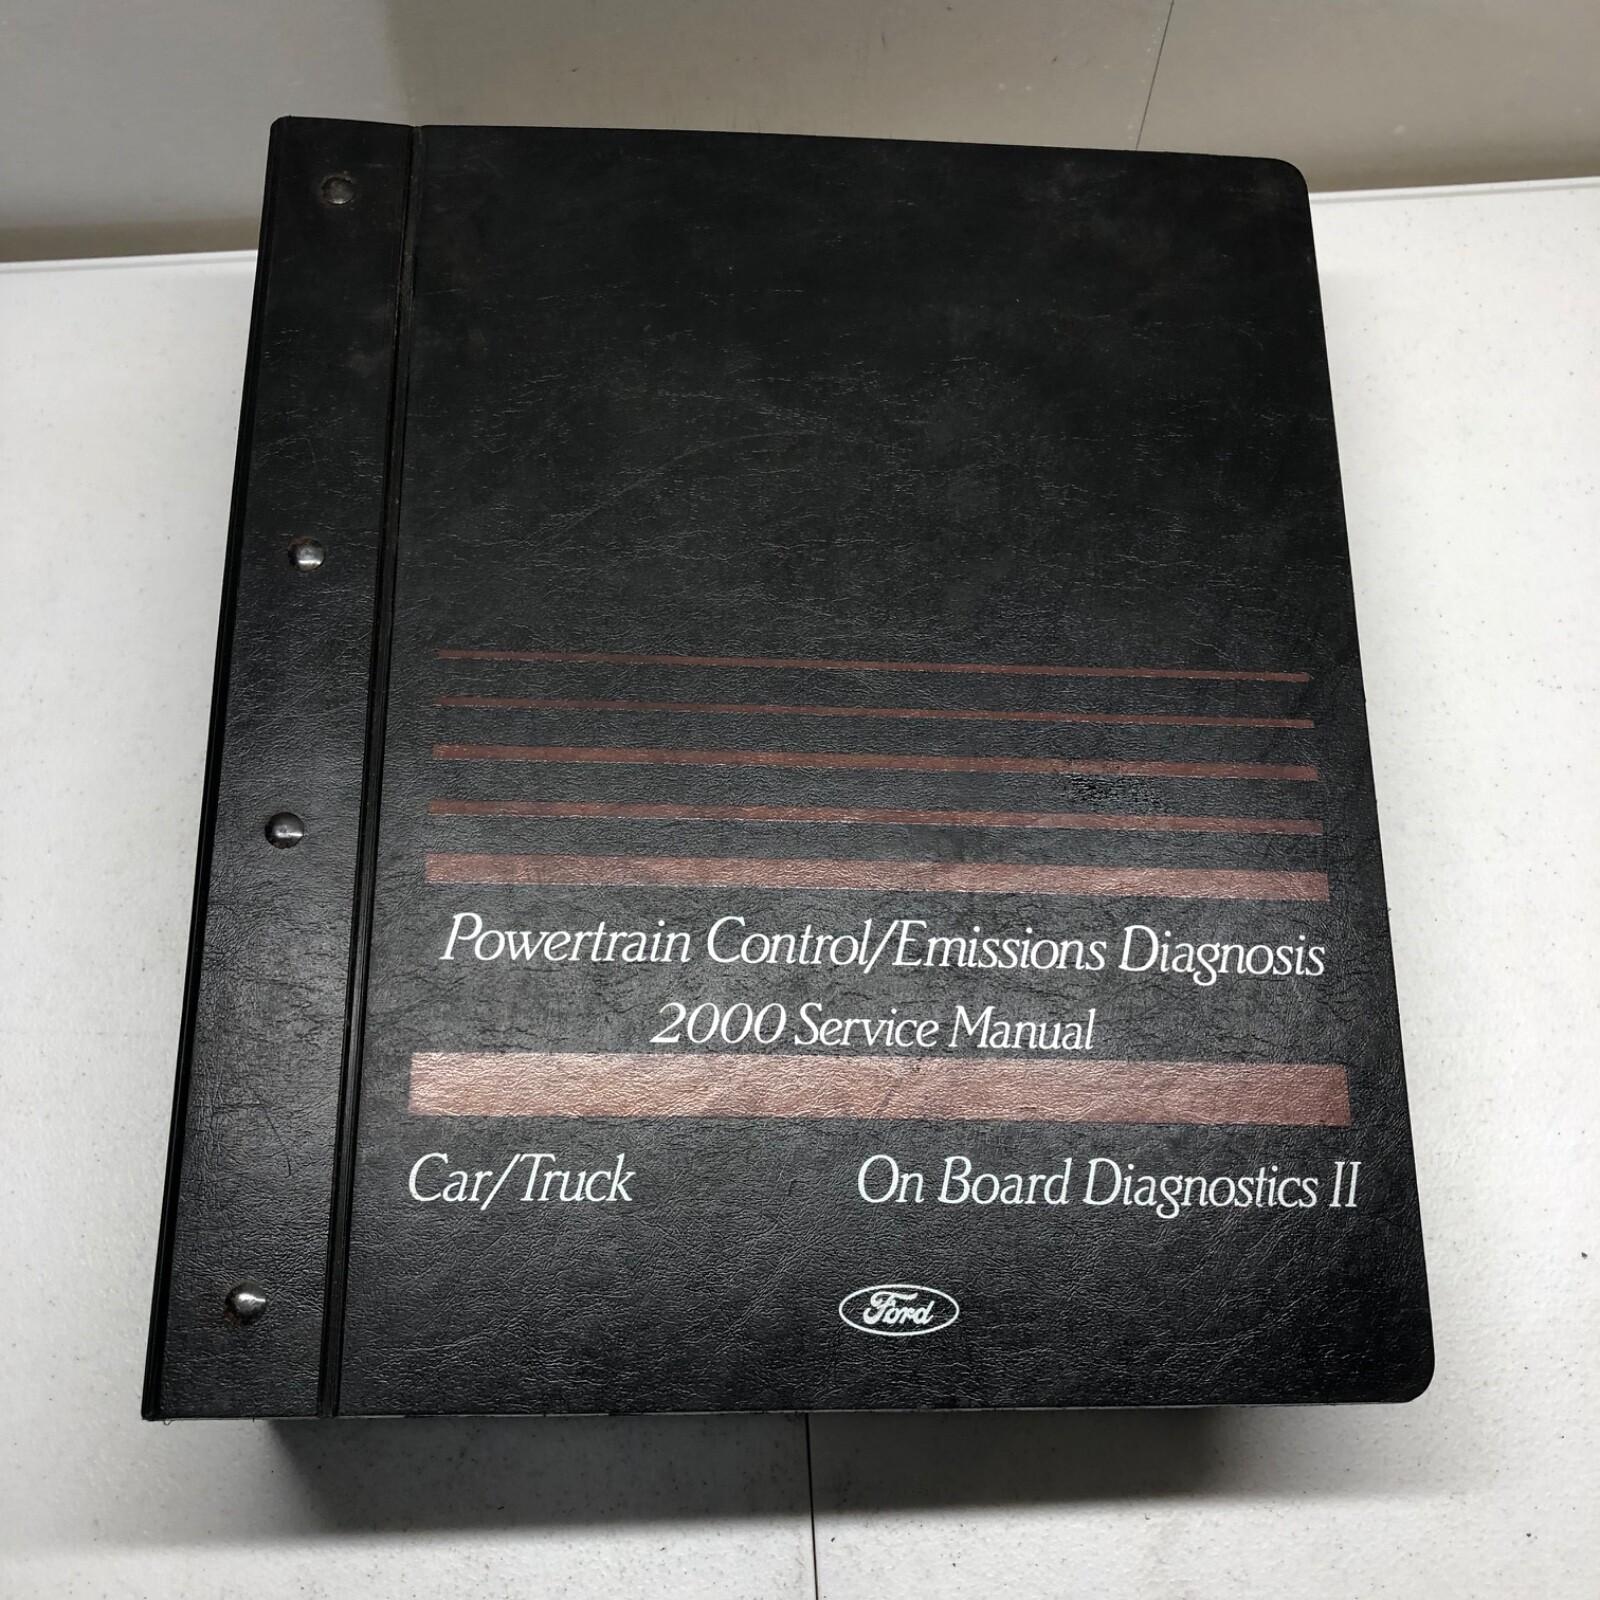 Powertrain Control/Emissions Diagnosis
2000 Service Manual
Car/Truck On Board Diagnostics II
Ford